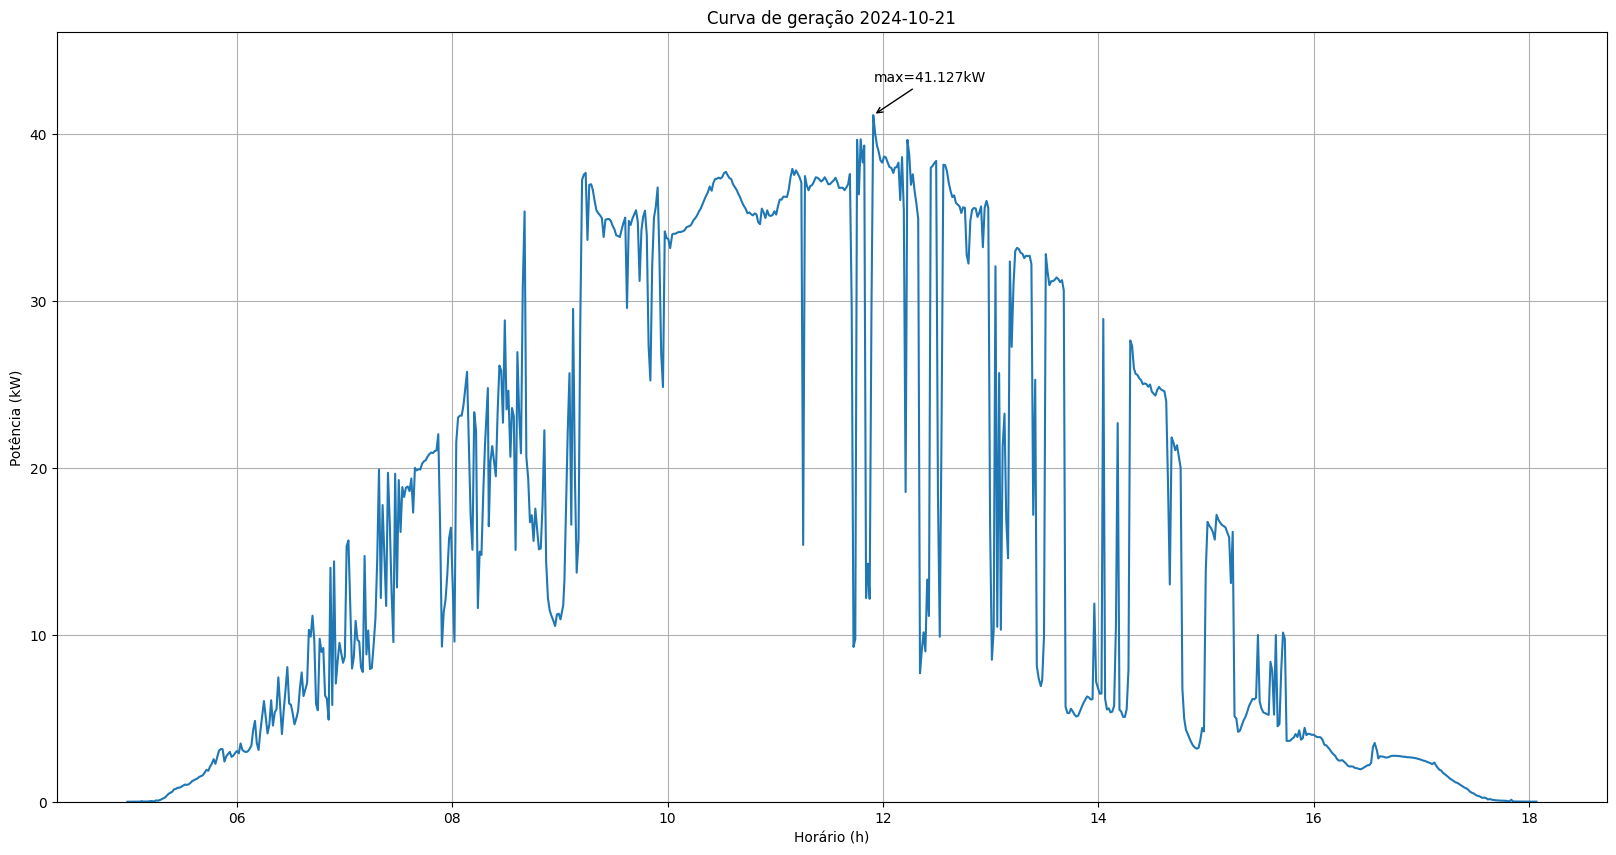 Curva de geração 2024-10-21
max=41.127kW
40
30
20
10
0
Potência (kW)
06 08 10 12 14 16 18
Horário (h)